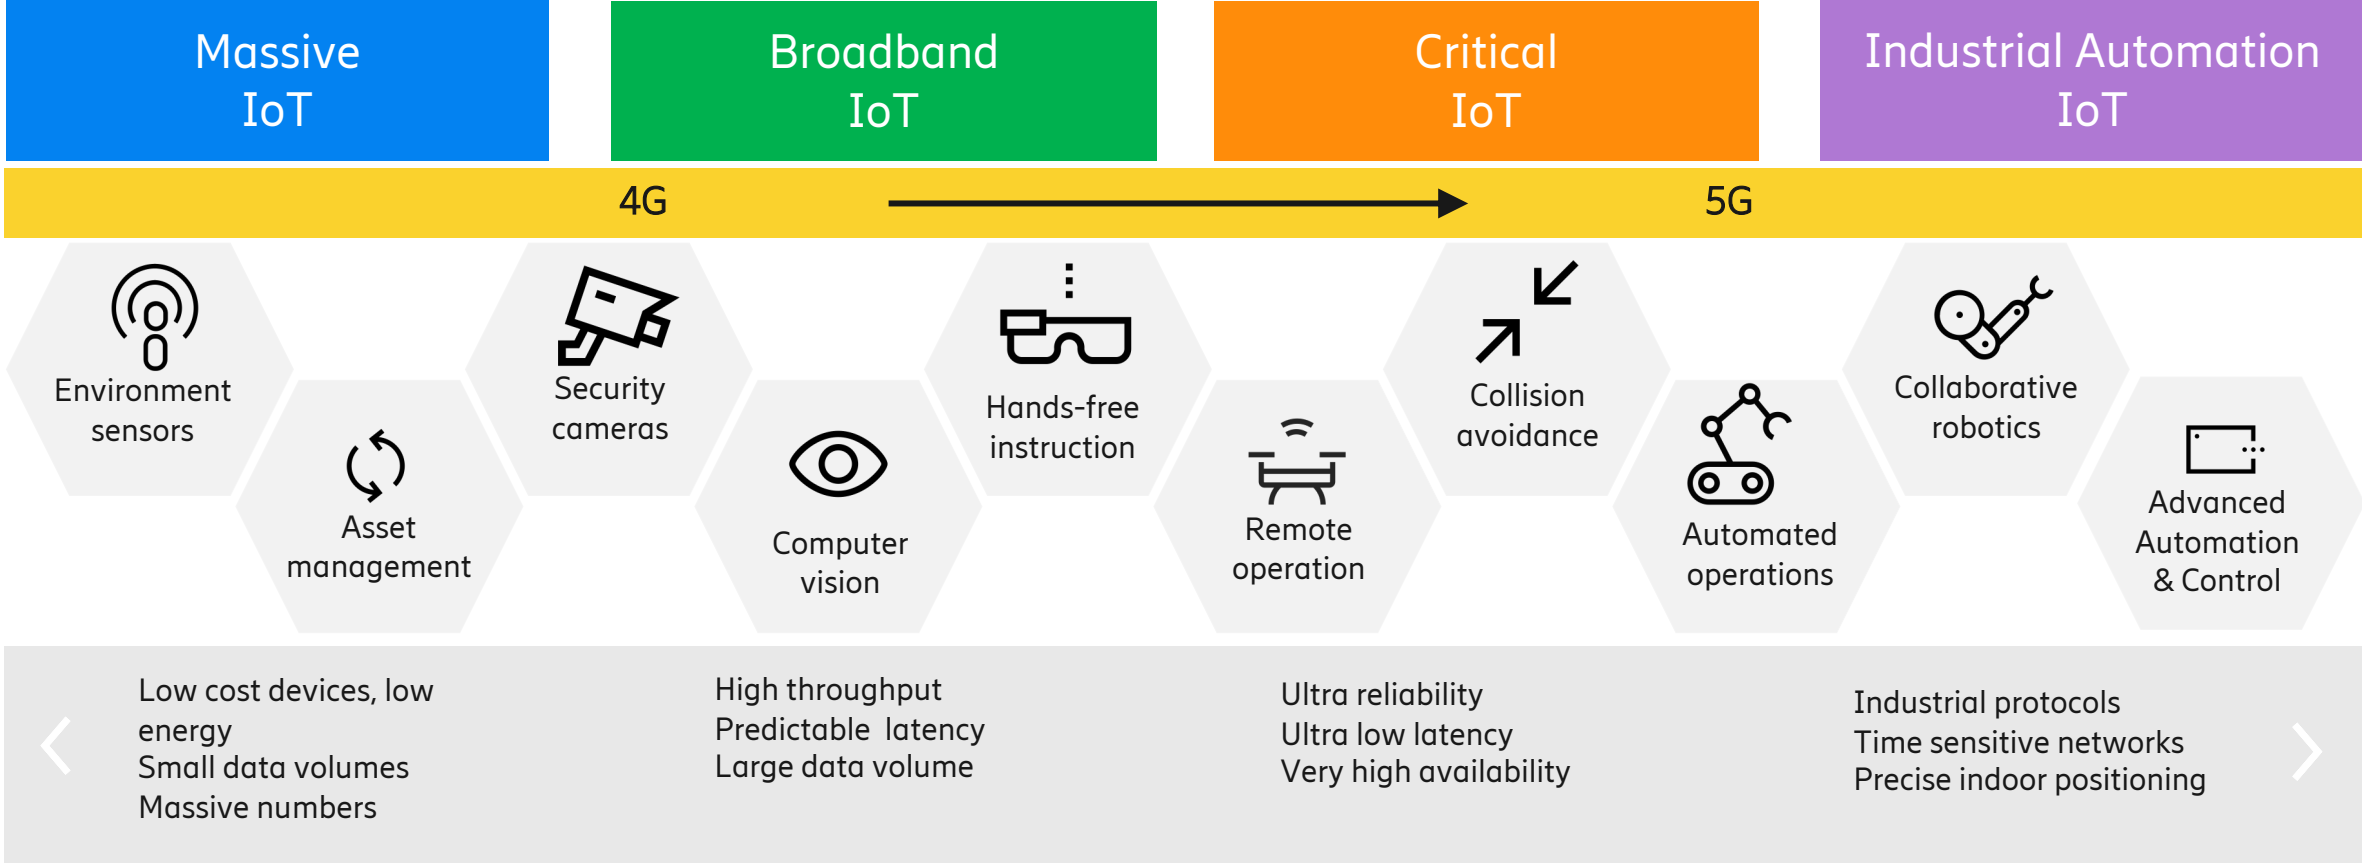 Massive
IoT
Broadband
IoT
Critical
IoT
Industrial Automation
IoT
4G
5G
Environment
sensors
Asset
management
Security
cameras
Computer
vision
Hands-free
instruction
Remote
operation
Collision
avoidance
Automated
operations
Collaborative
robotics
Advanced
Automation
& Control
Low cost devices, low
energy
Small data volumes
Massive numbers
High throughput
Predictable  latency
Large data volume
Ultra reliability
Ultra low latency
Very high availability
Industrial protocols
Time sensitive networks
Precise indoor positioning